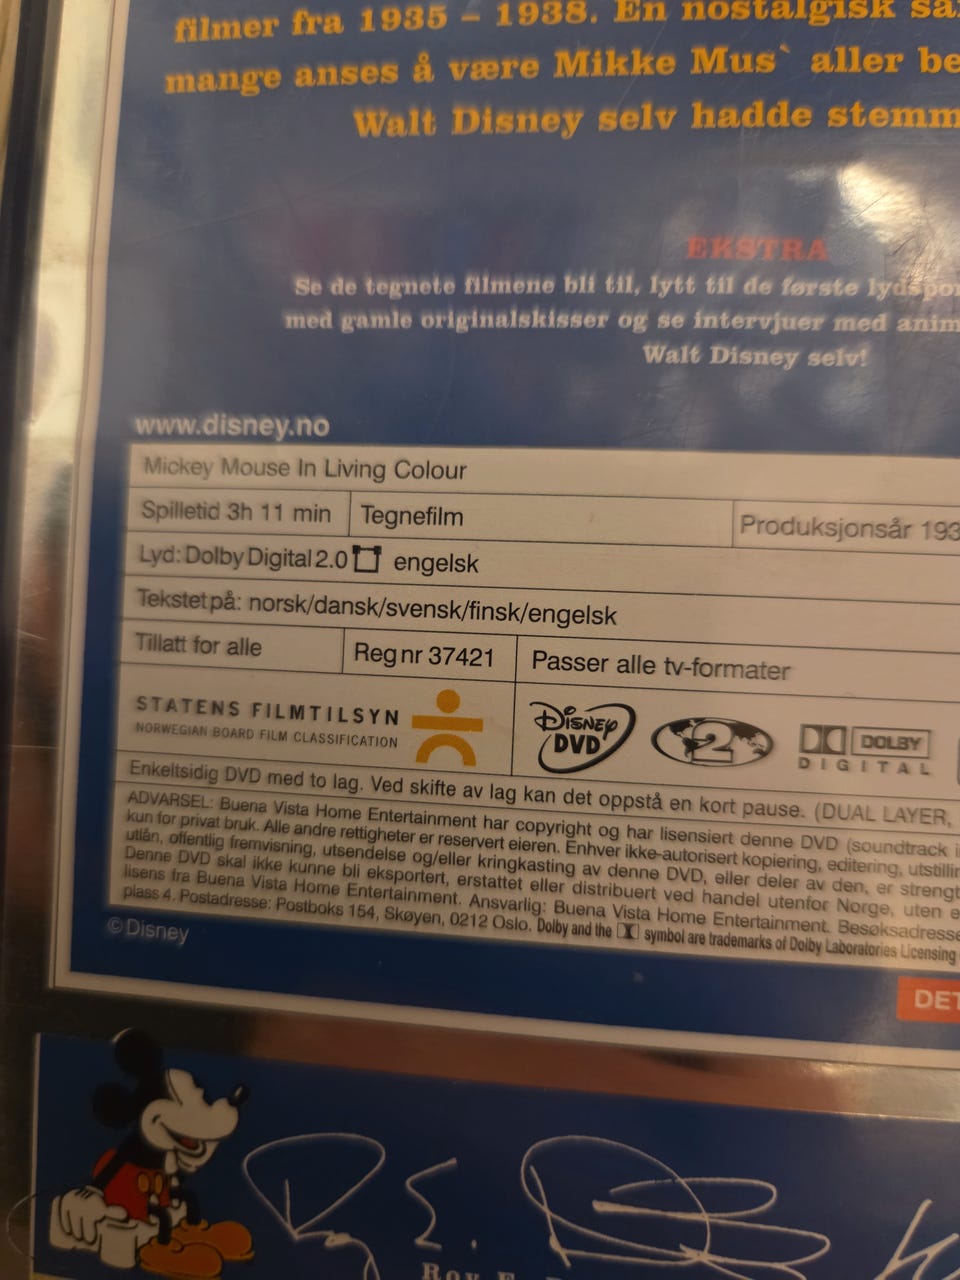 filmer fra 1935 – 1938. En nostalgisk
mange anses å være Mikke Mus` aller
Walt Disney selv hadde
EKSTRA
Se de tegnete filmene bli til, lytt til de første
med gamle originalskisser og se intervjuer med
Walt Disney selv!
www.disney.no
Mickey Mouse In Living Colour
Spilletid 3h 11 min
Tegnefilm
Produksjonsår 193
Lyd: Dolby Digital 2.0 engelsk
Tekstet på: norsk/dansk/svensk/finsk/engelsk
Tillatt for alle
Reg nr 37421
Passer alle tv-formater
STATENS FILMTILSYN
NORWEGIAN BOARD FILM CLASSIFICATION
DISNEY
DVD
2
DOLBY
DIGITAL
Enkeltsidig DVD med to lag. Ved skifte av lag kan det oppstå en kort pause. (DUAL LAYER,
ADVARSEL: Buena Vista Home Entertainment har copyright og har lisensiert denne DVD (soundtrack
kun for privat bruk. Alle andre rettigheter er reservert eieren. Enhver ikke-autorisert kopiering, editering,
utlån, offentlig fremvisning, utsendelse og/eller kringkasting av denne DVD, eller deler av den, er
Denne DVD skal ikke kunne bli eksportert, erstattet eller distribuert ved handel utenfor Norge, uten
lisens fra Buena Vista Home Entertainment. Ansvarlig: Buena Vista Home Entertainment. Besøksadresse
plass 4. Postadresse: Postboks 154, Skøyen, 0212 Oslo. Dolby and the symbol are trademarks of Dolby Laboratories Licensing
© Disney
DET
Roy E.